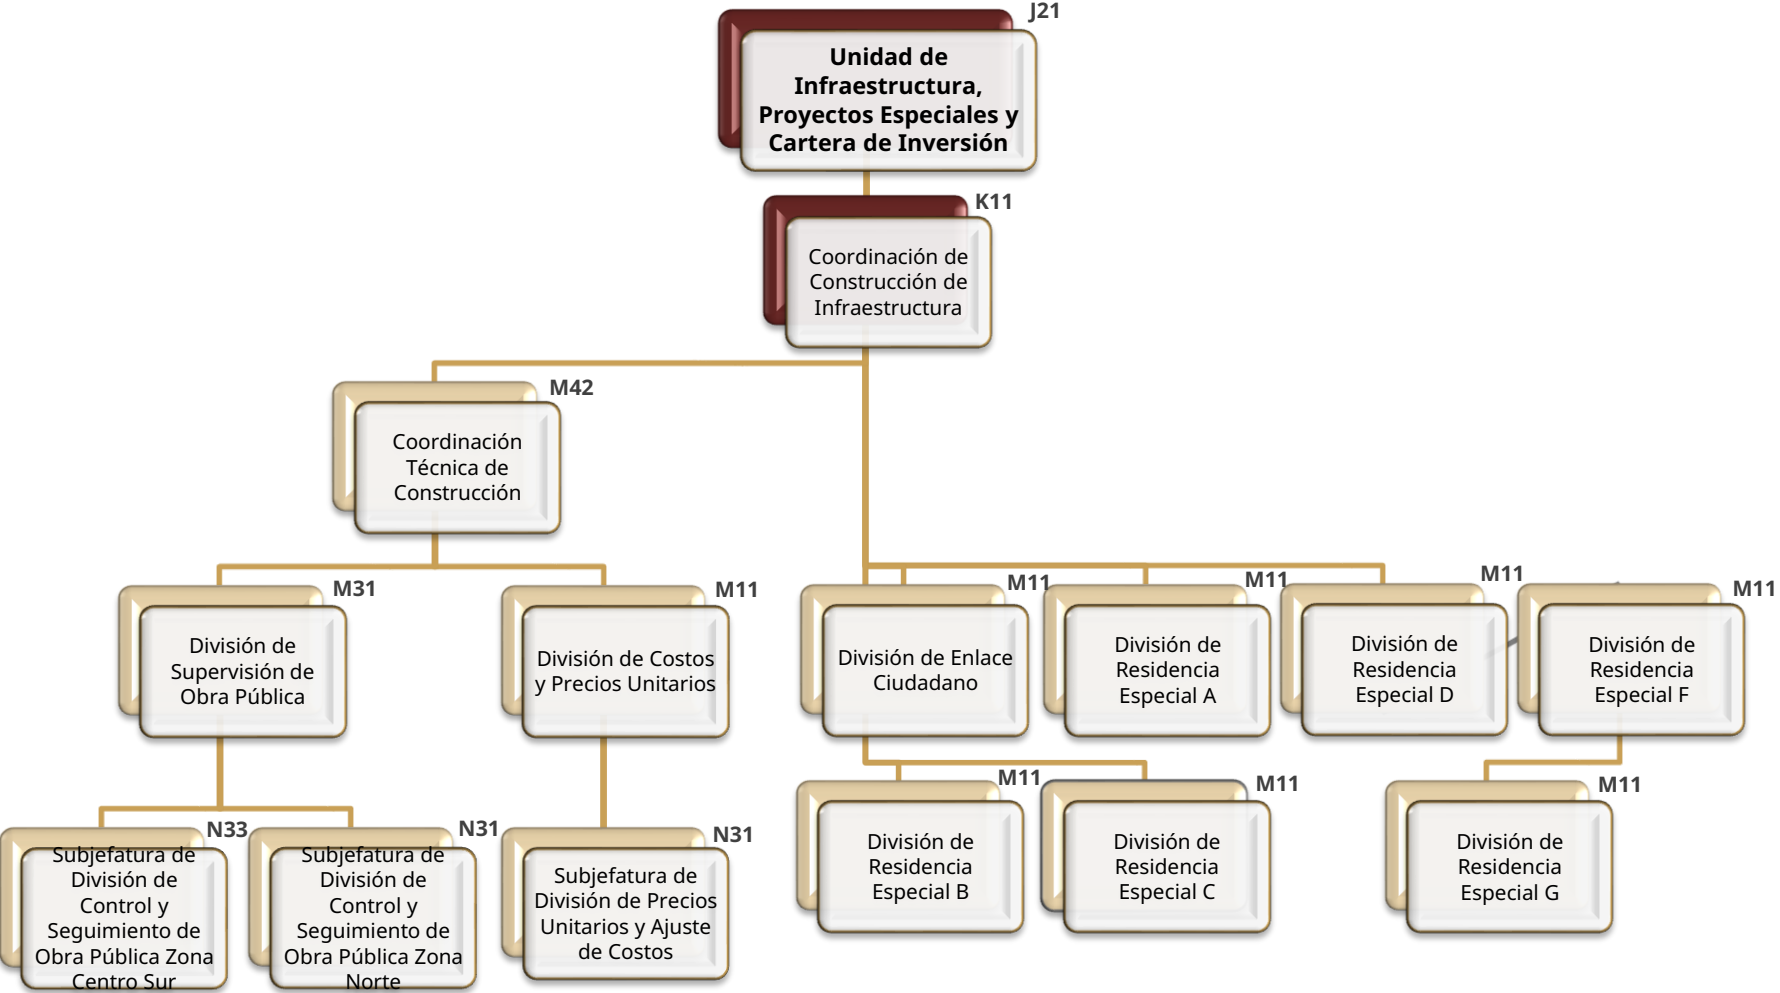 J21
Unidad de
Infraestructura,
Proyectos Especiales y
Cartera de Inversión
K11
Coordinación de
Construcción de
Infraestructura
M42
Coordinación
Técnica de
Construcción
M31
División de
Supervisión de
Obra Pública
M11
División de Costos
y Precios Unitarios
M11
División de Enlace
Ciudadano
M11
División de
Residencia
Especial A
M11
División de
Residencia
Especial D
M11
División de
Residencia
Especial F
N33
Subjefatura de
División de
Control y
Seguimiento de
Obra Pública Zona
Centro Sur
N31
Subjefatura de
División de
Control y
Seguimiento de
Obra Pública Zona
Norte
N31
Subjefatura de
División de Precios
Unitarios y Ajuste
de Costos
M11
División de
Residencia
Especial B
M11
División de
Residencia
Especial C
M11
División de
Residencia
Especial G